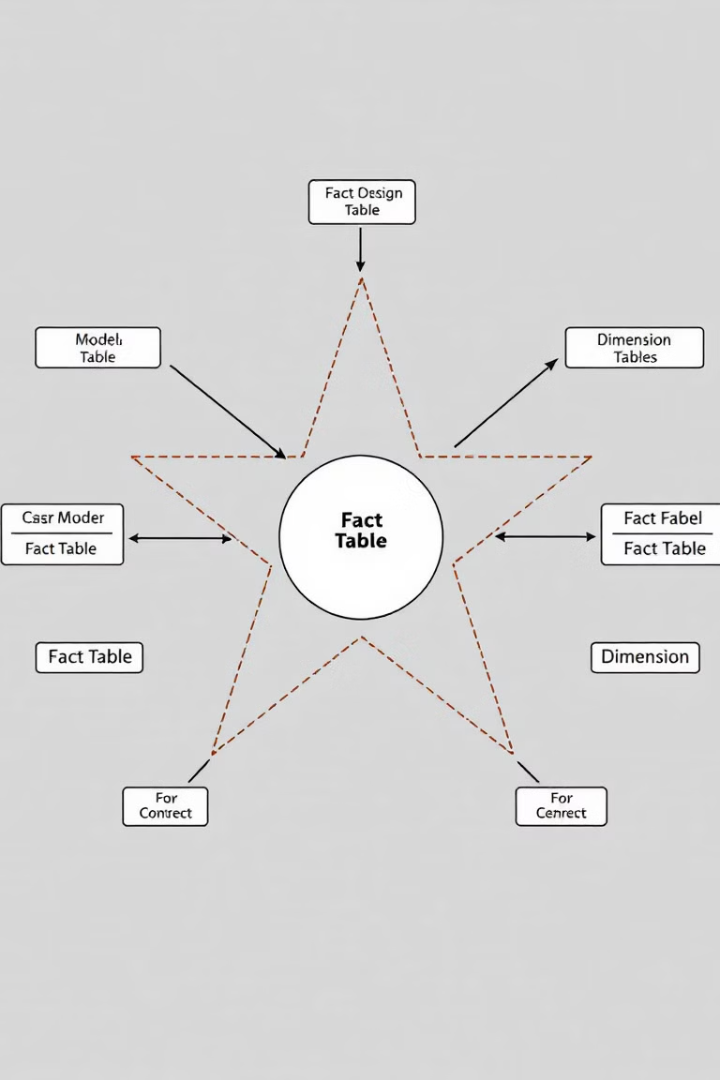 Fact Design
Table
Model
Table
Dimension
Tables
Casr Moder
Fact Table
Fact
Table
Fact Fabel
Fact Table
Fact Table
Dimension
For
Contrect
For
Cenrect